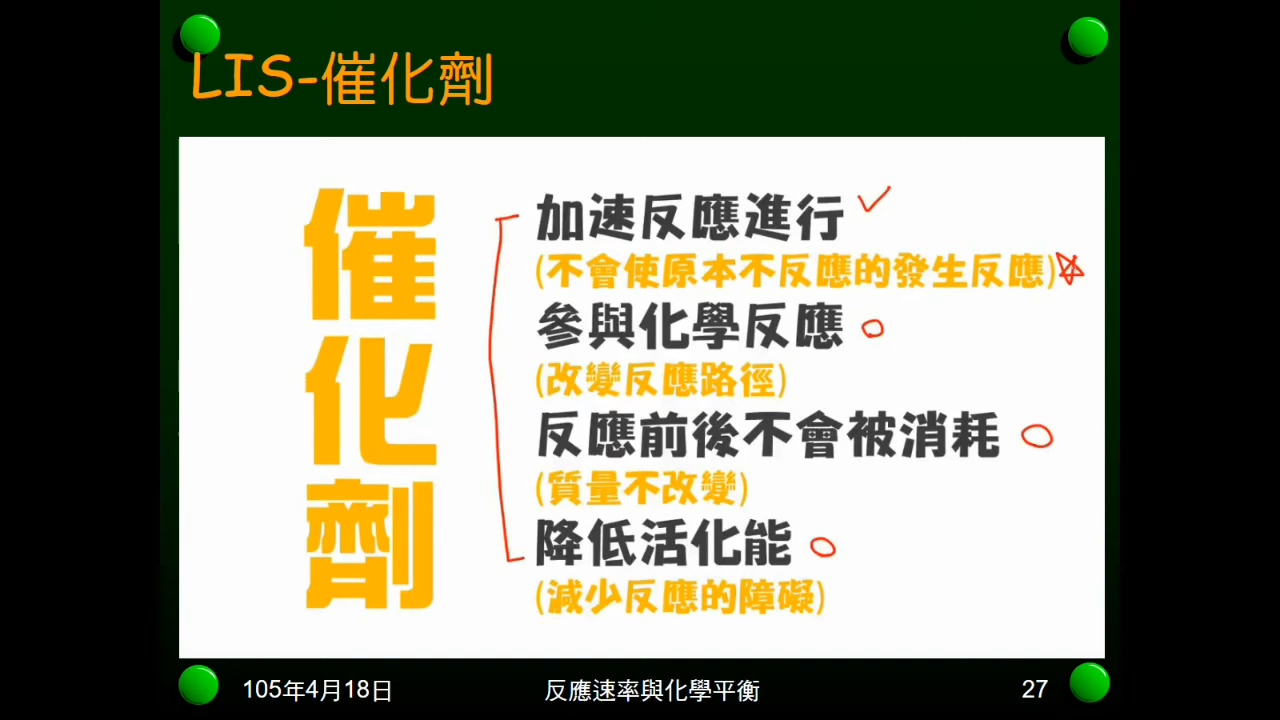 LIS-催化劑
催化劑
加速反應進行
(不會使原本不反應的發生反應)
參與化學反應
(改變反應路徑)
反應前後不會被消耗
(質量不改變)
降低活化能
(減少反應的障礙)
105年4月18日
反應速率與化學平衡
27